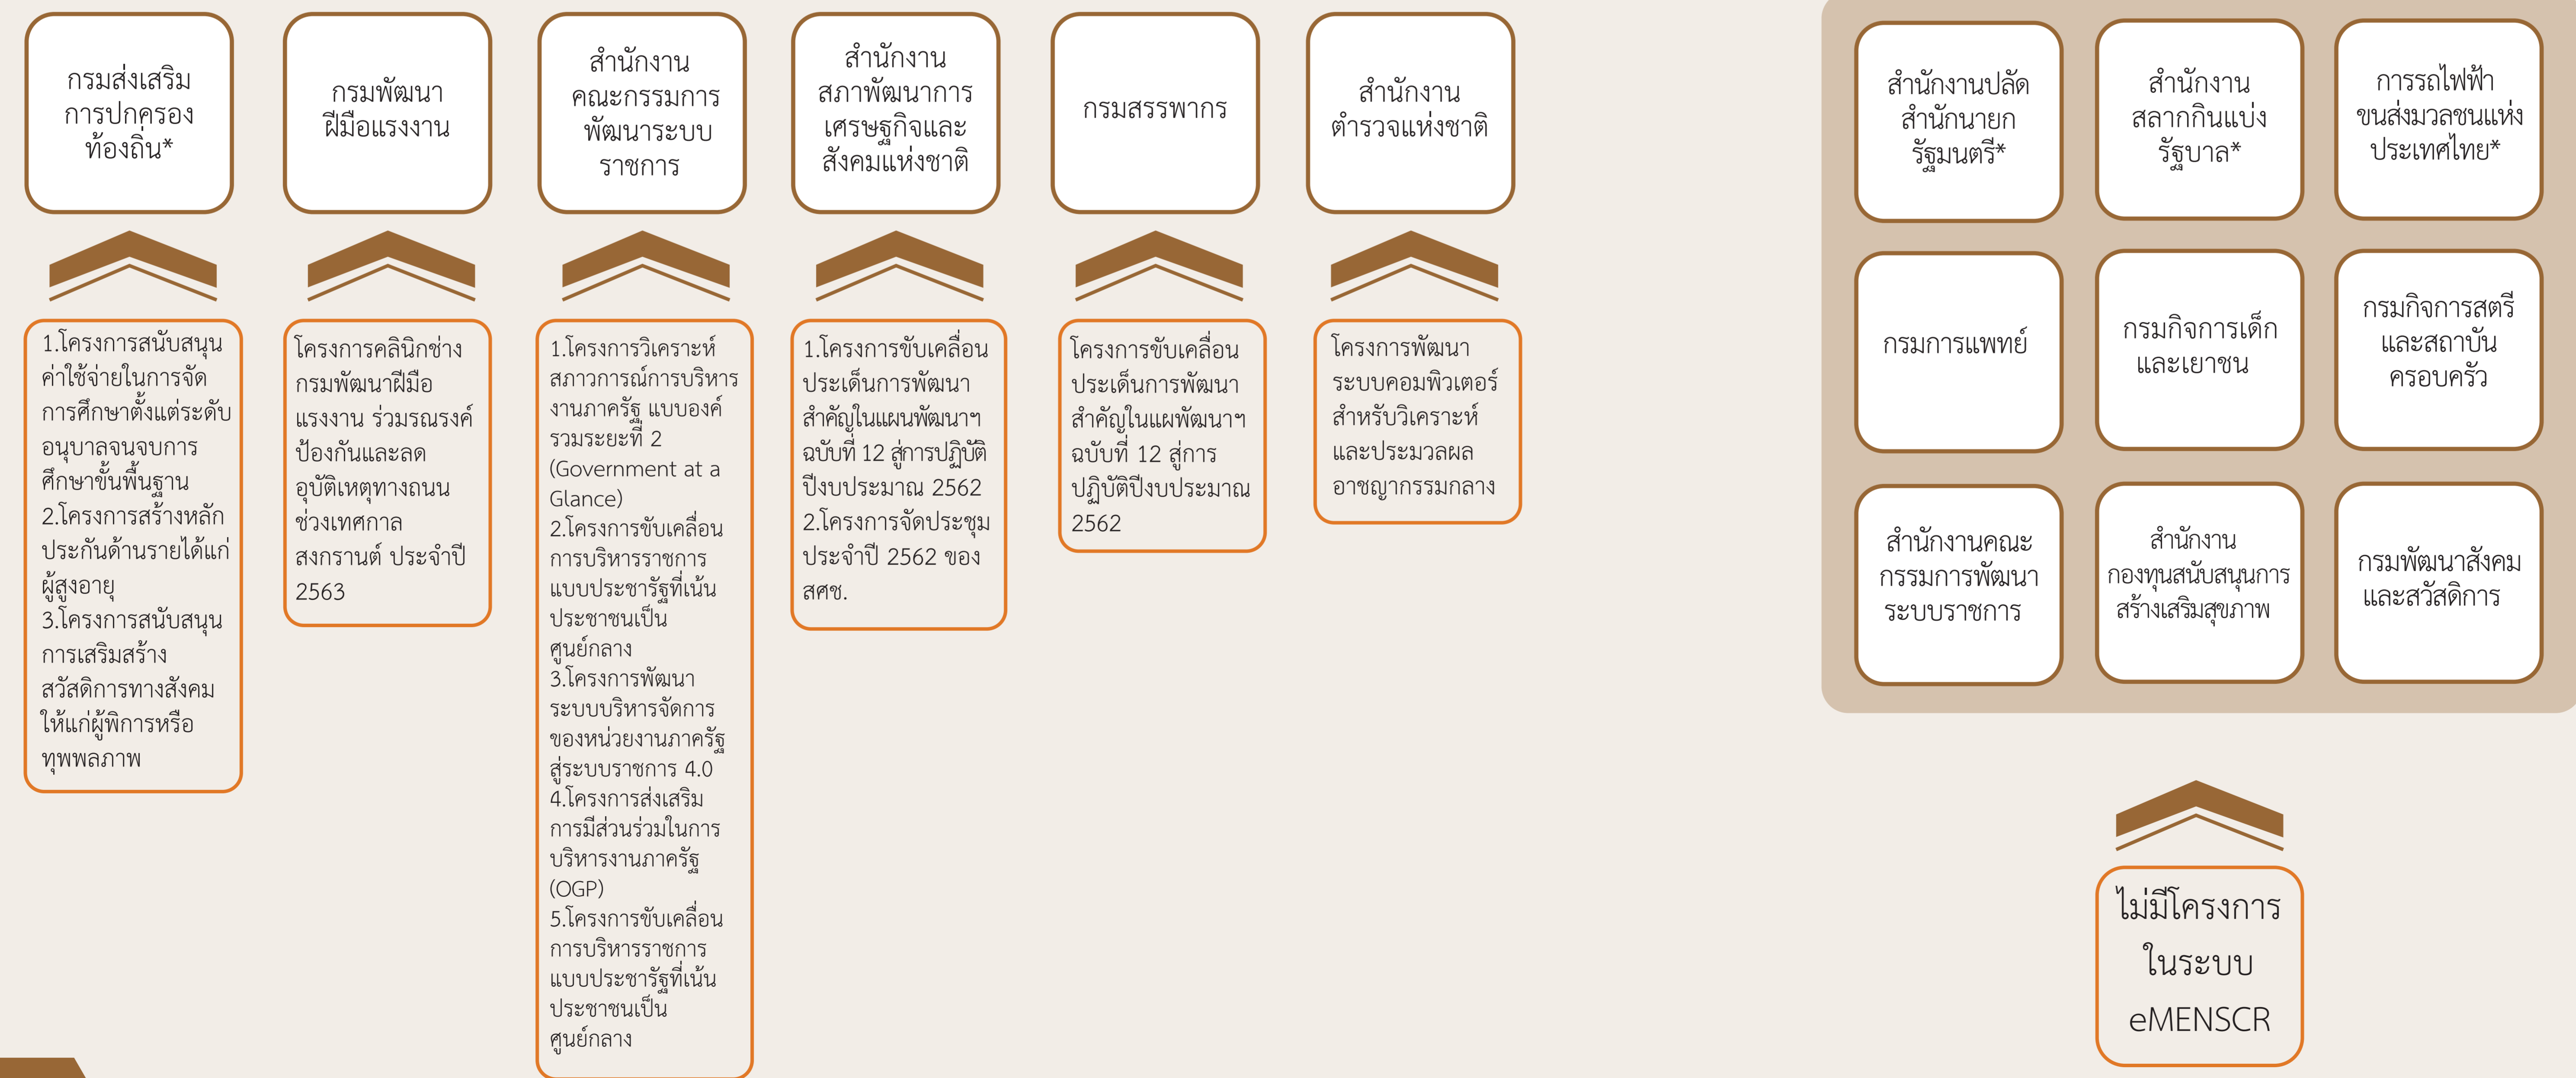 กรมส่งเสริม
การปกครอง
ท้องถิ่น*
1.โครงการสนับสนุน
ค่าใช้จ่ายในการจัด
การศึกษาตั้งแต่ระดับ
อนุบาลจนจบการ
ศึกษาขั้นพื้นฐาน
2.โครงการสร้างหลัก
ประกันด้านรายได้แก่
ผู้สูงอายุ
3.โครงการสนับสนุน
การเสริมสร้าง
สวัสดิการทางสังคม
ให้แก่ผู้พิการหรือ
ทุพพลภาพ
กรมพัฒนา
ฝีมือแรงงาน
โครงการคลินิกช่าง
กรมพัฒนาฝีมือ
แรงงาน ร่วมรณรงค์
ป้องกันและลด
อุบัติเหตุทางถนน
ช่วงเทศกาล
สงกรานต์ ประจำปี
2563
สำนักงาน
คณะกรรมการ
พัฒนาระบบ
ราชการ
1.โครงการวิเคราะห์
สภาวการณ์การบริหาร
งานภาครัฐ แบบองค์
รวมระยะที่ 2
(Government at a
Glance)
2.โครงการขับเคลื่อน
การบริหารราชการ
แบบประชารัฐที่เน้น
ประชาชนเป็น
ศูนย์กลาง
3.โครงการพัฒนา
ระบบบริหารจัดการ
ของหน่วยงานภาครัฐ
สู่ระบบราชการ 4.0
4.โครงการส่งเสริม
การมีส่วนร่วมในการ
บริหารงานภาครัฐ
(OGP)
5.โครงการขับเคลื่อน
การบริหารราชการ
แบบประชารัฐที่เน้น
ประชาชนเป็น
ศูนย์กลาง
สำนักงาน
สภาพัฒนาการ
เศรษฐกิจและ
สังคมแห่งชาติ
1.โครงการขับเคลื่อน
ประเด็นการพัฒนา
สำคัญในแผนพัฒนาฯ
ฉบับที่ 12 สู่การปฏิบัติ
ปีงบประมาณ 2562
2.โครงการจัดประชุม
ประจำปี 2562 ของ
สศช.
กรมสรรพากร
โครงการขับเคลื่อน
ประเด็นการพัฒนา
สำคัญในแผพัฒนาฯ
ฉบับที่ 12 สู่การ
ปฏิบัติปีงบประมาณ
2562
สำนักงาน
ตำรวจแห่งชาติ
โครงการพัฒนา
ระบบคอมพิวเตอร์
สำหรับวิเคราะห์
และประมวลผล
อาชญากรรมกลาง
สำนักงานปลัด
สำนักนายก
รัฐมนตรี*
สำนักงาน
สลากกินแบ่ง
รัฐบาล*
การรถไฟฟ้า
ขนส่งมวลชนแห่ง
ประเทศไทย*
กรมการแพทย์
กรมกิจการเด็ก
และเยาชน
กรมกิจการสตรี
และสถาบัน
ครอบครัว
สำนักงานคณะ
กรรมการพัฒนา
ระบบราชการ
สำนักงาน
กองทุนสนับสนุนการ
สร้างเสริมสุขภาพ
กรมพัฒนาสังคม
และสวัสดิการ
ไม่มีโครงการ
ในระบบ
eMENSCR